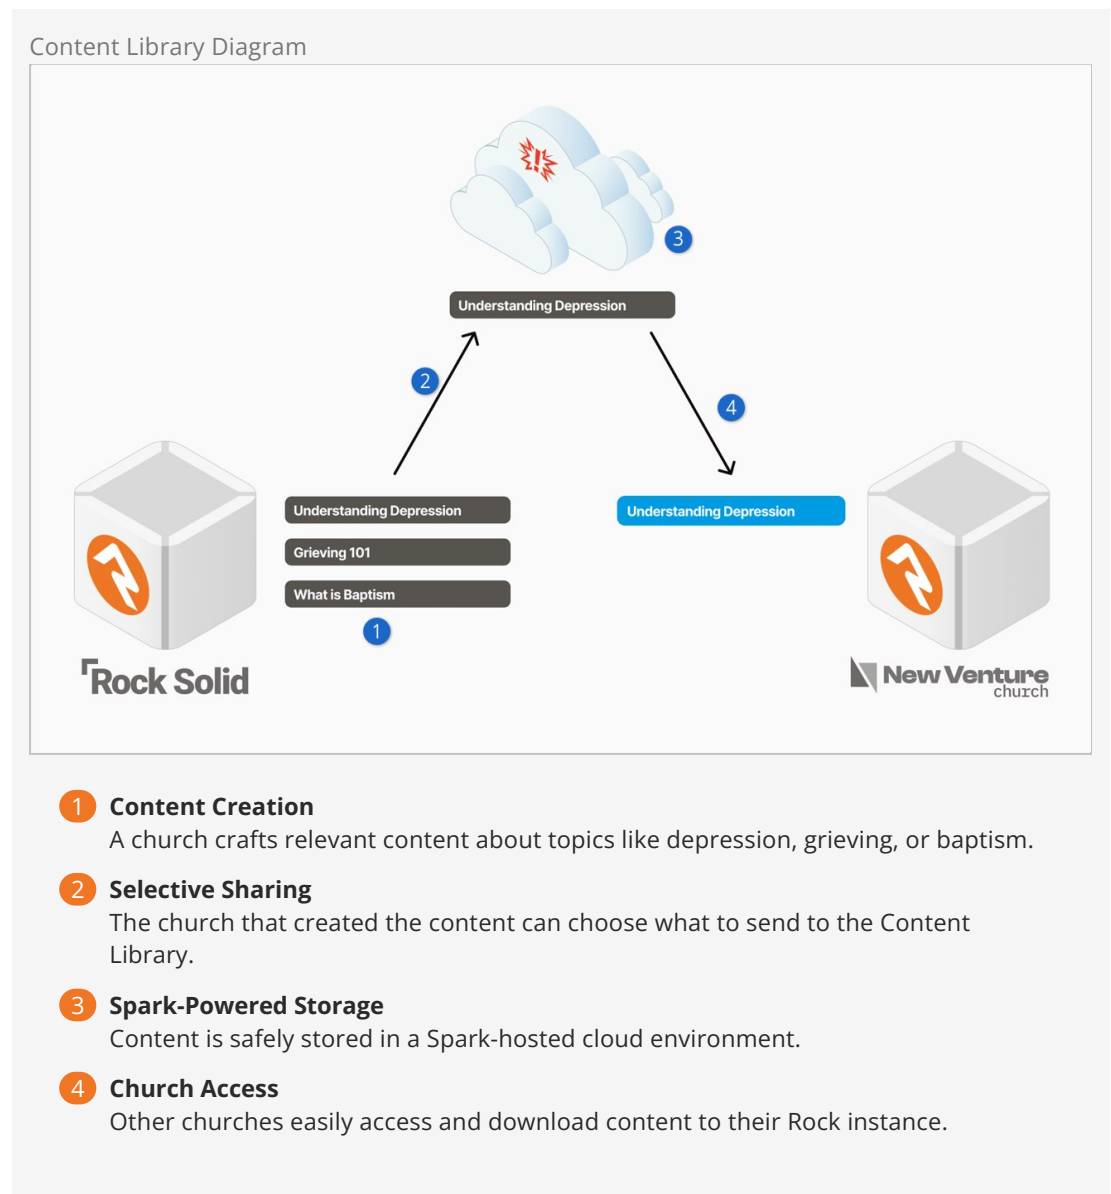 Content Library Diagram
3
Understanding Depression
2
4
Understanding Depression
Grieving 101
What is Baptism
1
Understanding Depression
Rock Solid
New Venture
church
1 Content Creation
A church crafts relevant content about topics like depression, grieving, or baptism.
2 Selective Sharing
The church that created the content can choose what to send to the Content
Library.
3 Spark-Powered Storage
Content is safely stored in a Spark-hosted cloud environment.
4 Church Access
Other churches easily access and download content to their Rock instance.